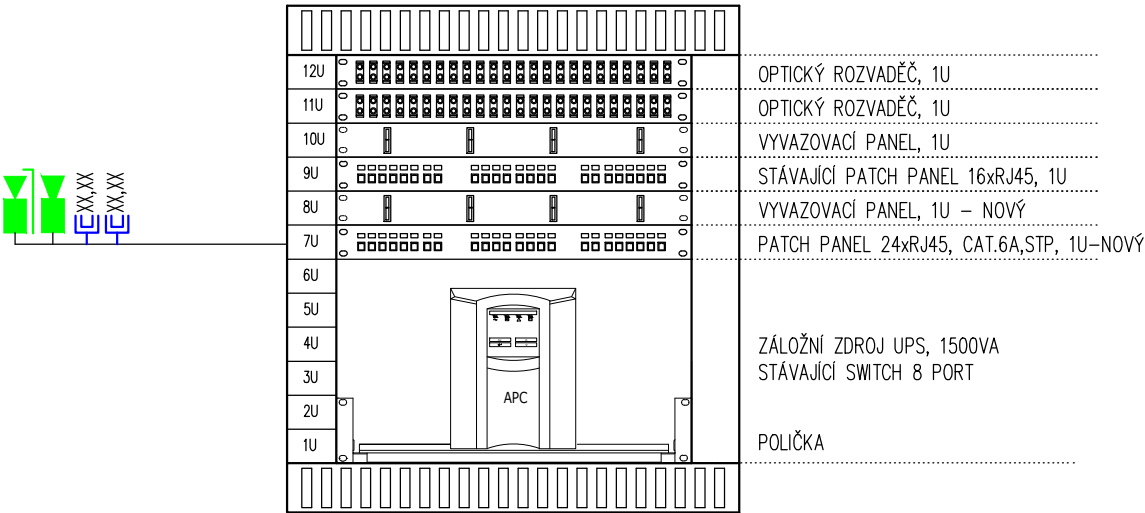 12U OPTICKÝ ROZVADĚČ, 1U
11U OPTICKÝ ROZVADĚČ, 1U
10U VYVAZOVACÍ PANEL, 1U
9U STÁVAJÍCÍ PATCH PANEL 16xRJ45, 1U
8U VYVAZOVACÍ PANEL, 1U – NOVÝ
7U PATCH PANEL 24xRJ45, CAT.6A,STP, 1U–NOVÝ
XX,XX
XX,XX
6U
5U
4U ZÁLOŽNÍ ZDROJ UPS, 1500VA
3U STÁVAJÍCÍ SWITCH 8 PORT
APC
2U
1U POLIČKA